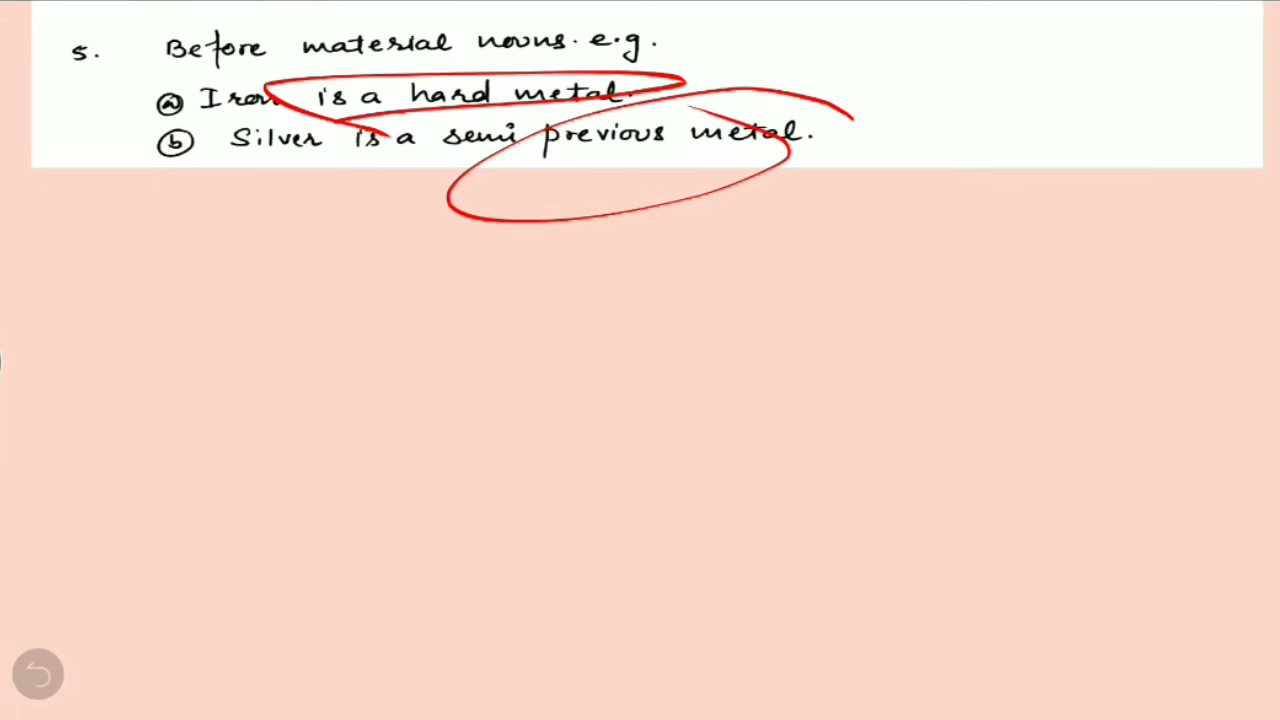 5. Before material nouns. e.g.
(a) Iron is a hard metal.
(b) Silver is a semi previous metal.